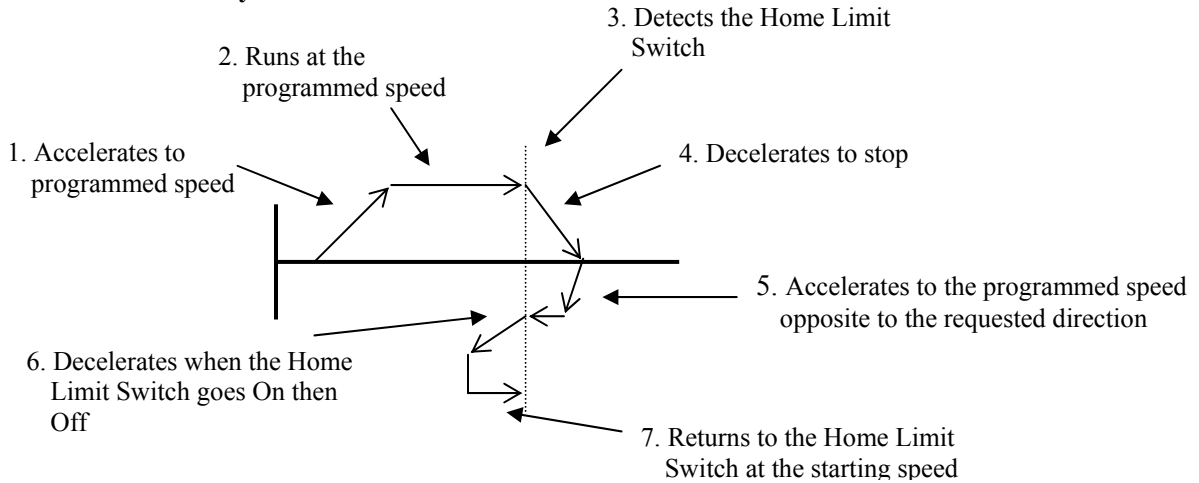 3. Detects the Home Limit
Switch
2. Runs at the
programmed speed
1. Accelerates to
programmed speed
4. Decelerates to stop
5. Accelerates to the programmed speed
opposite to the requested direction
6. Decelerates when the Home
Limit Switch goes On then
Off
7. Returns to the Home Limit
Switch at the starting speed